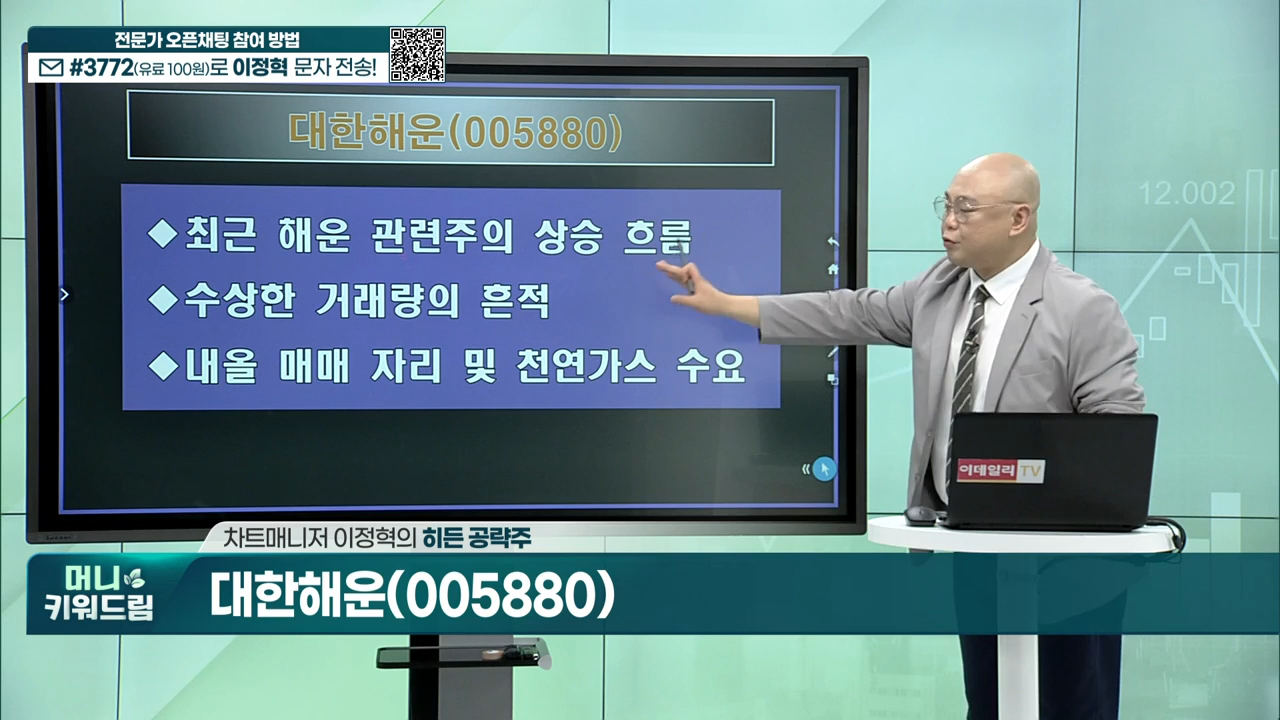 전문가 오픈채팅 참여 방법
#3772(유료 100원)로 이정혁 문자 전송!
대한해운(005880)
◆최근 해운 관련주의 상승 흐름
◆수상한 거래량의 흔적
◆내올 매매 자리 및 천연가스 수요
12.002
이데일리TV
차트매니저 이정혁의 히든 공략주
머니
키워드림
대한해운(005880)